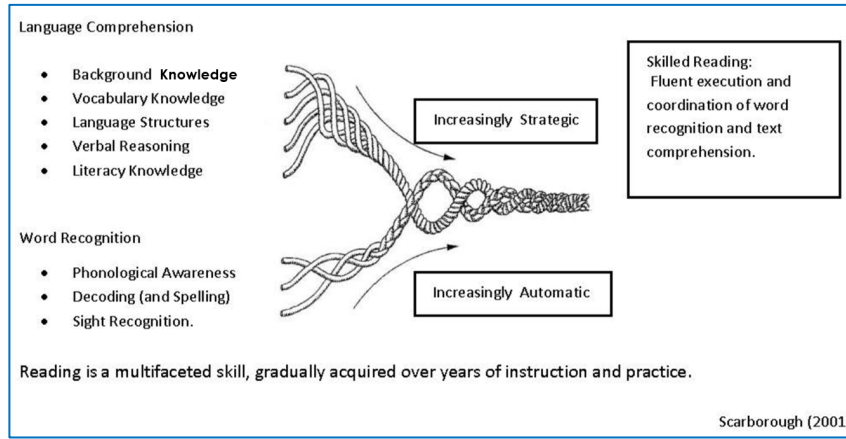 Language Comprehension
Background Knowledge
Vocabulary Knowledge
Language Structures
Verbal Reasoning
Literacy Knowledge
Increasingly Strategic
Skilled Reading:
Fluent execution and
coordination of word
recognition and text
comprehension.
Word Recognition
Phonological Awareness
Decoding (and Spelling)
Sight Recognition.
Increasingly Automatic
Reading is a multifaceted skill, gradually acquired over years of instruction and practice.
Scarborough (2001